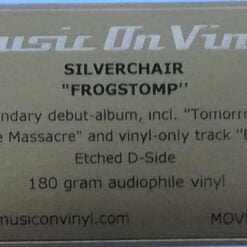 Music On Vin
SILVERCHAIR
"FROGSTOMP"
ndary debut-album, incl. "Tomorro
e Massacre" and vinyl-only track "B
Etched D-Side
180 gram audiophile vinyl
musiconvinyl.com MOV